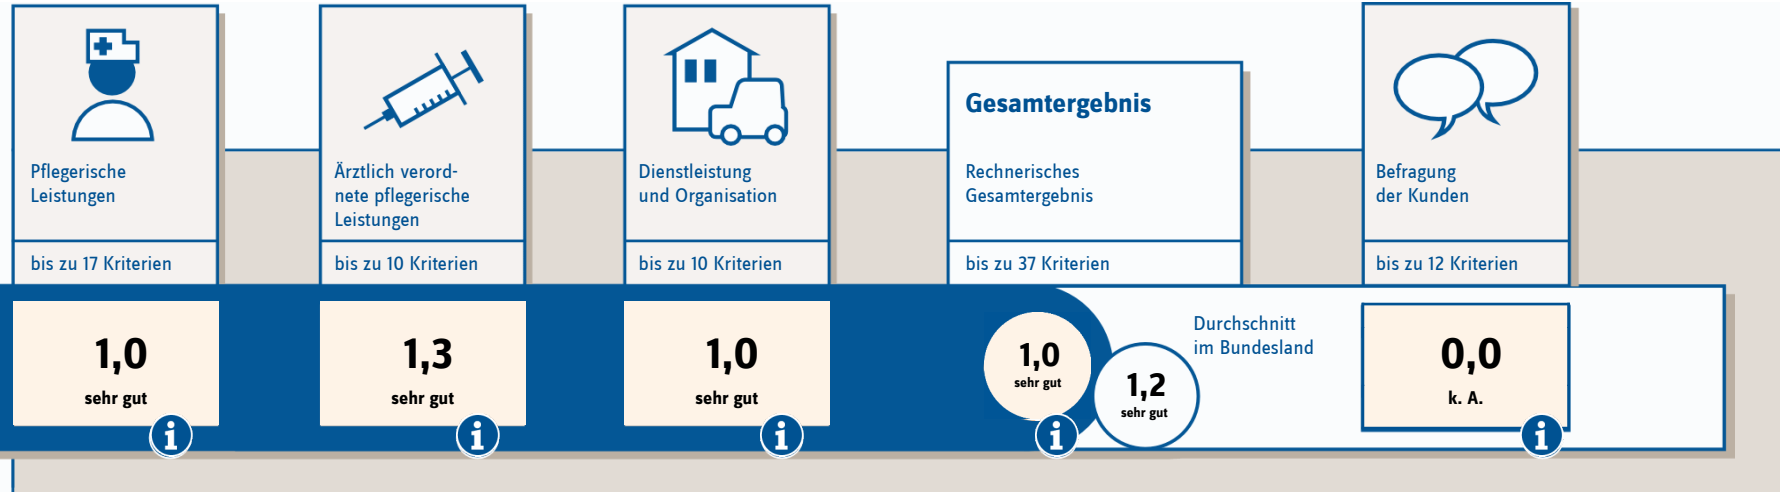 Pflegerische
Leistungen
bis zu 17 Kriterien
1,0
sehr gut
i
Ärztlich verord-
nete pflegerische
Leistungen
bis zu 10 Kriterien
1,3
sehr gut
i
Dienstleistung
und Organisation
bis zu 10 Kriterien
1,0
sehr gut
i
Gesamtergebnis
Rechnerisches
Gesamtergebnis
bis zu 37 Kriterien
1,0
sehr gut
i
1,2
sehr gut
Durchschnitt
im Bundesland
Befragung
der Kunden
bis zu 12 Kriterien
0,0
k. A.
i